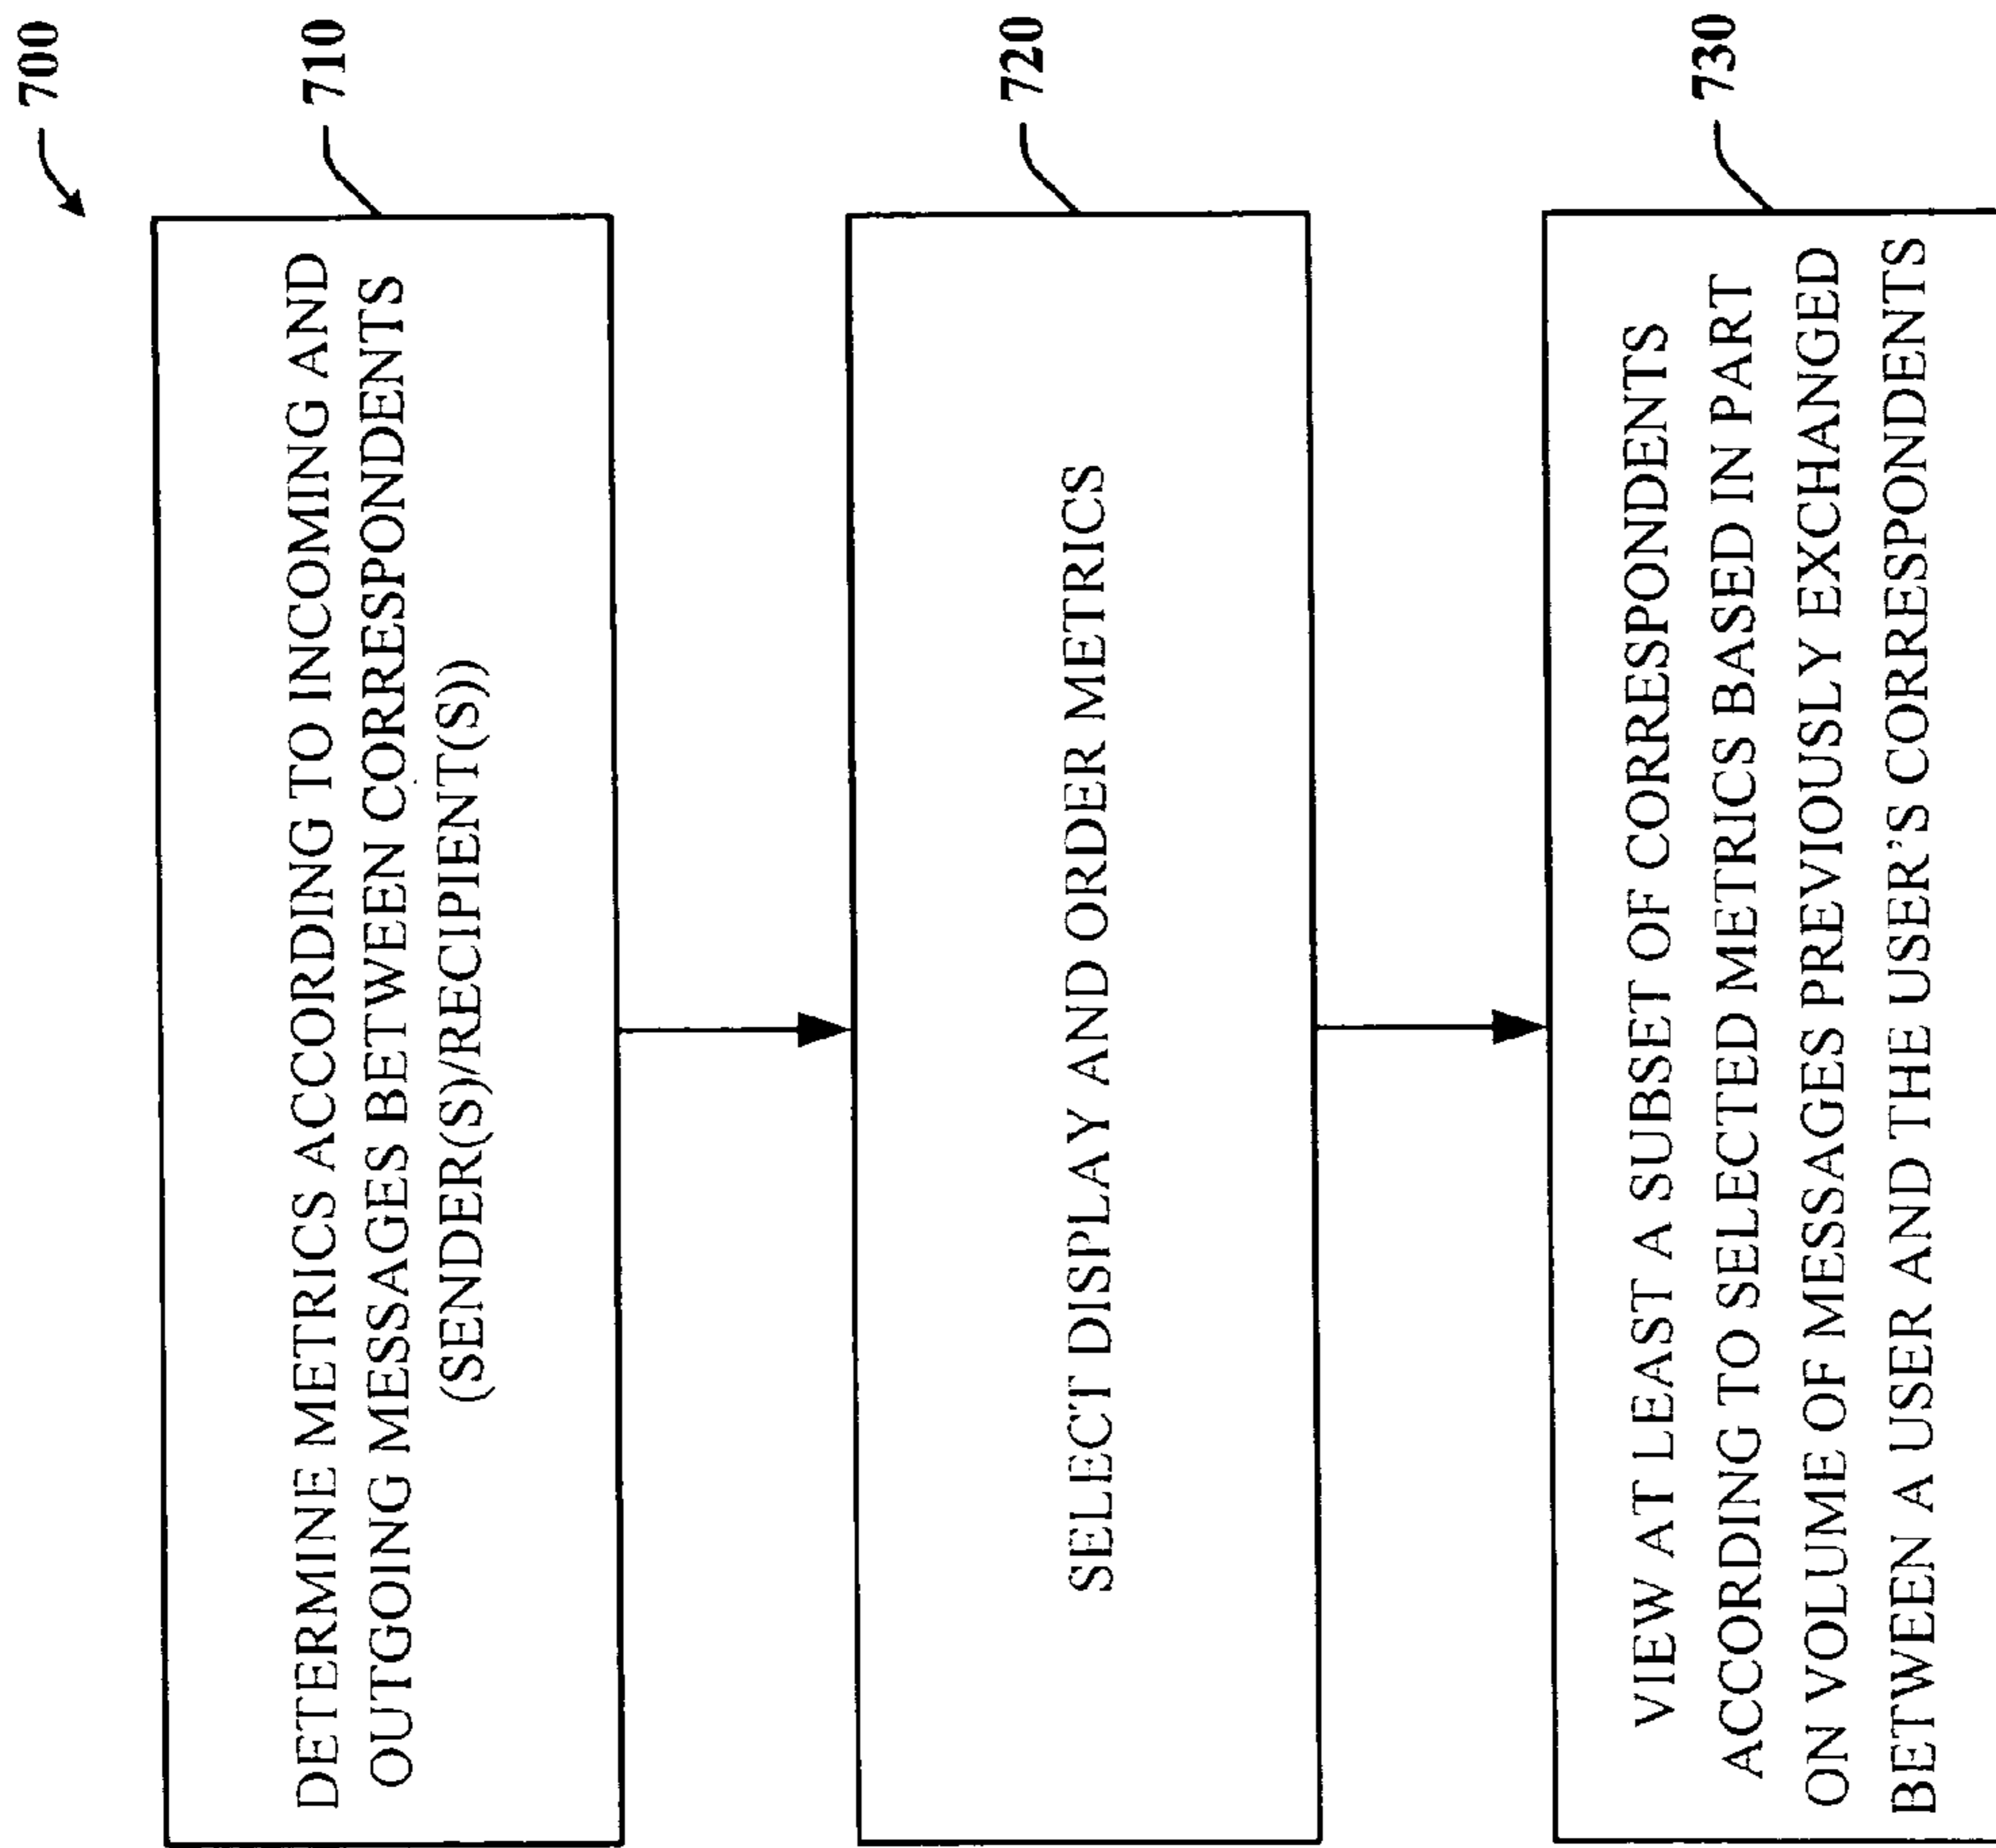 700
710
DETERMINE METRICS ACCORDING TO INCOMING AND
OUTGOING MESSAGES BETWEEN CORRESPONDENTS
(SENDER(S)/RECIPIENT(S))
720
SELECT DISPLAY AND ORDER METRICS
730
VIEW AT LEAST A SUBSET OF CORRESPONDENTS
ACCORDING TO SELECTED METRICS BASED IN PART
ON VOLUME OF MESSAGES PREVIOUSLY EXCHANGED
BETWEEN A USER AND THE USER'S CORRESPONDENTS